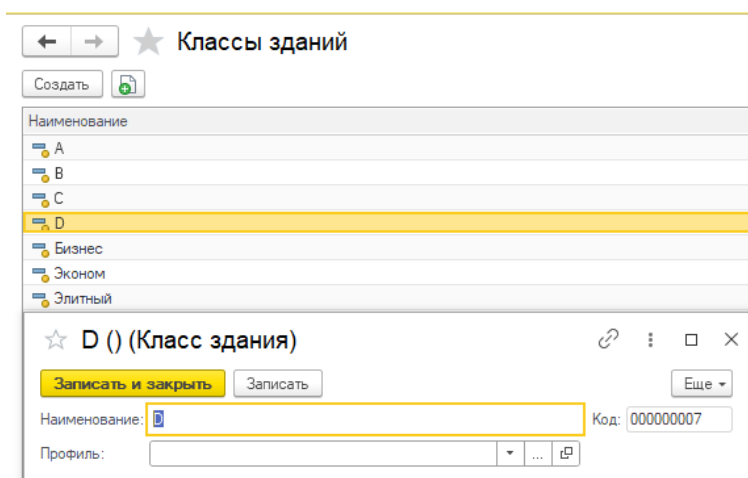 Классы зданий
Создать
Наименование
A
B
C
D
Бизнес
Эконом
Элитный
D () (Класс здания)
Записать и закрыть Записать Еще
Наименование: D Код: 000000007
Профиль: ...